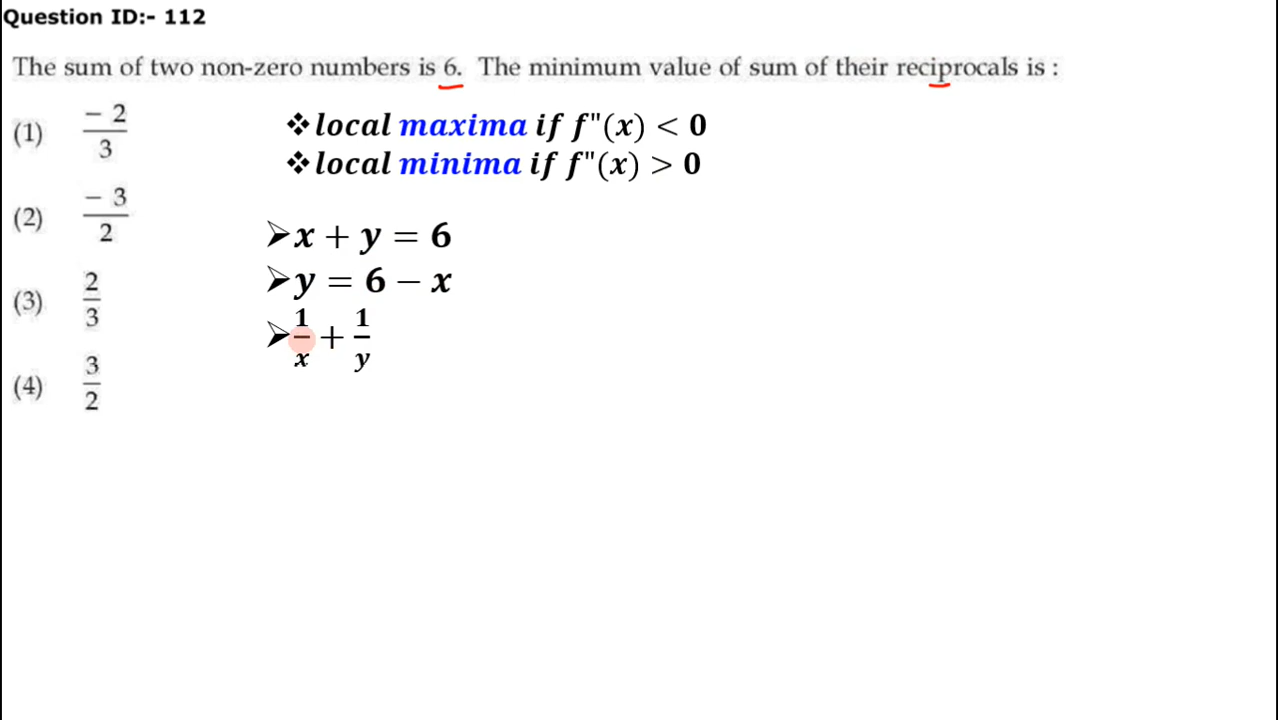 Question ID:- 112
The sum of two non-zero numbers is 6. The minimum value of sum of their reciprocals is :
(1) -2/3
(2) -3/2
(3) 2/3
(4) 3/2
❖local maxima if f"(x) < 0
❖local minima if f"(x) > 0
➤x + y = 6
➤y = 6 − x
➤1/x + 1/y